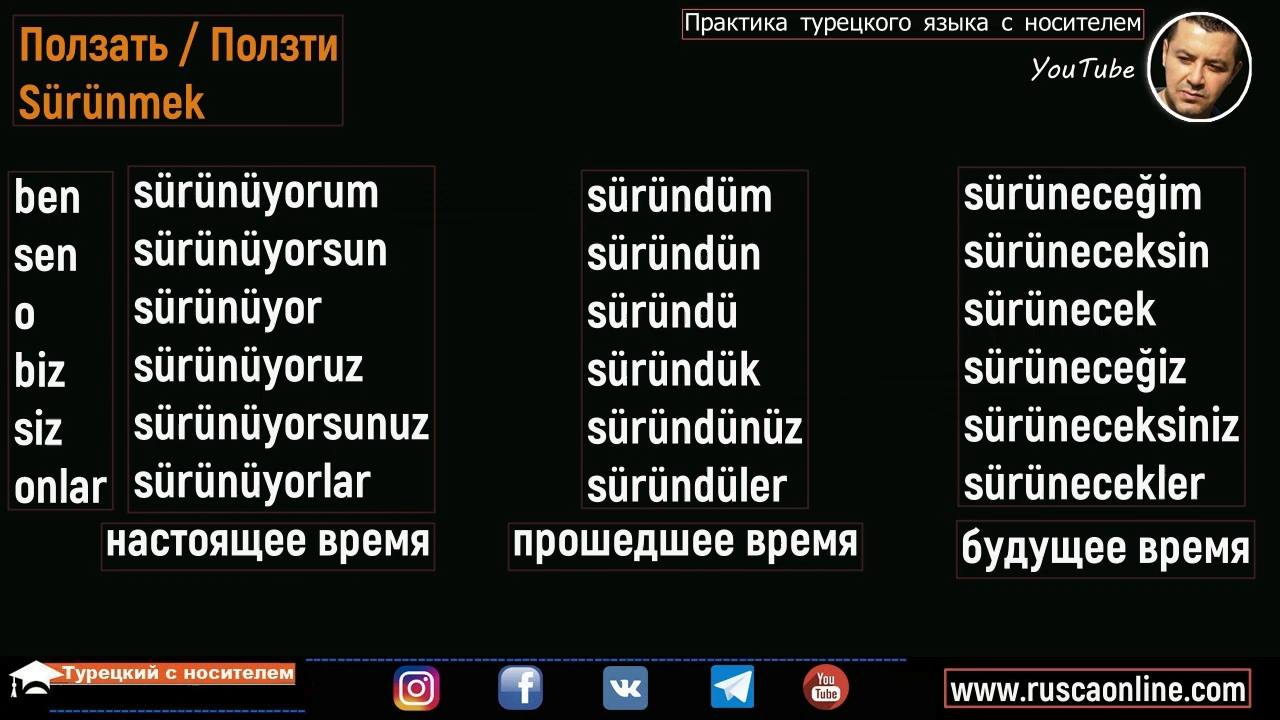 Ползать / Ползти
Sürünmek
Практика турецкого языка с носителем
YouTube
ben
sen
o
biz
siz
onlar
sürünüyorum
sürünüyorsun
sürünüyor
sürünüyoruz
sürünüyorsunuz
sürünüyorlar
настоящее время
süründüm
süründün
süründü
süründük
süründünüz
süründüler
прошедшее время
sürüneceğim
sürüneceksin
sürünecek
sürüneceğiz
sürüneceksiniz
sürünecekler
будущее время
Турецкий с носителем
You
Tube
www.ruscaonline.com